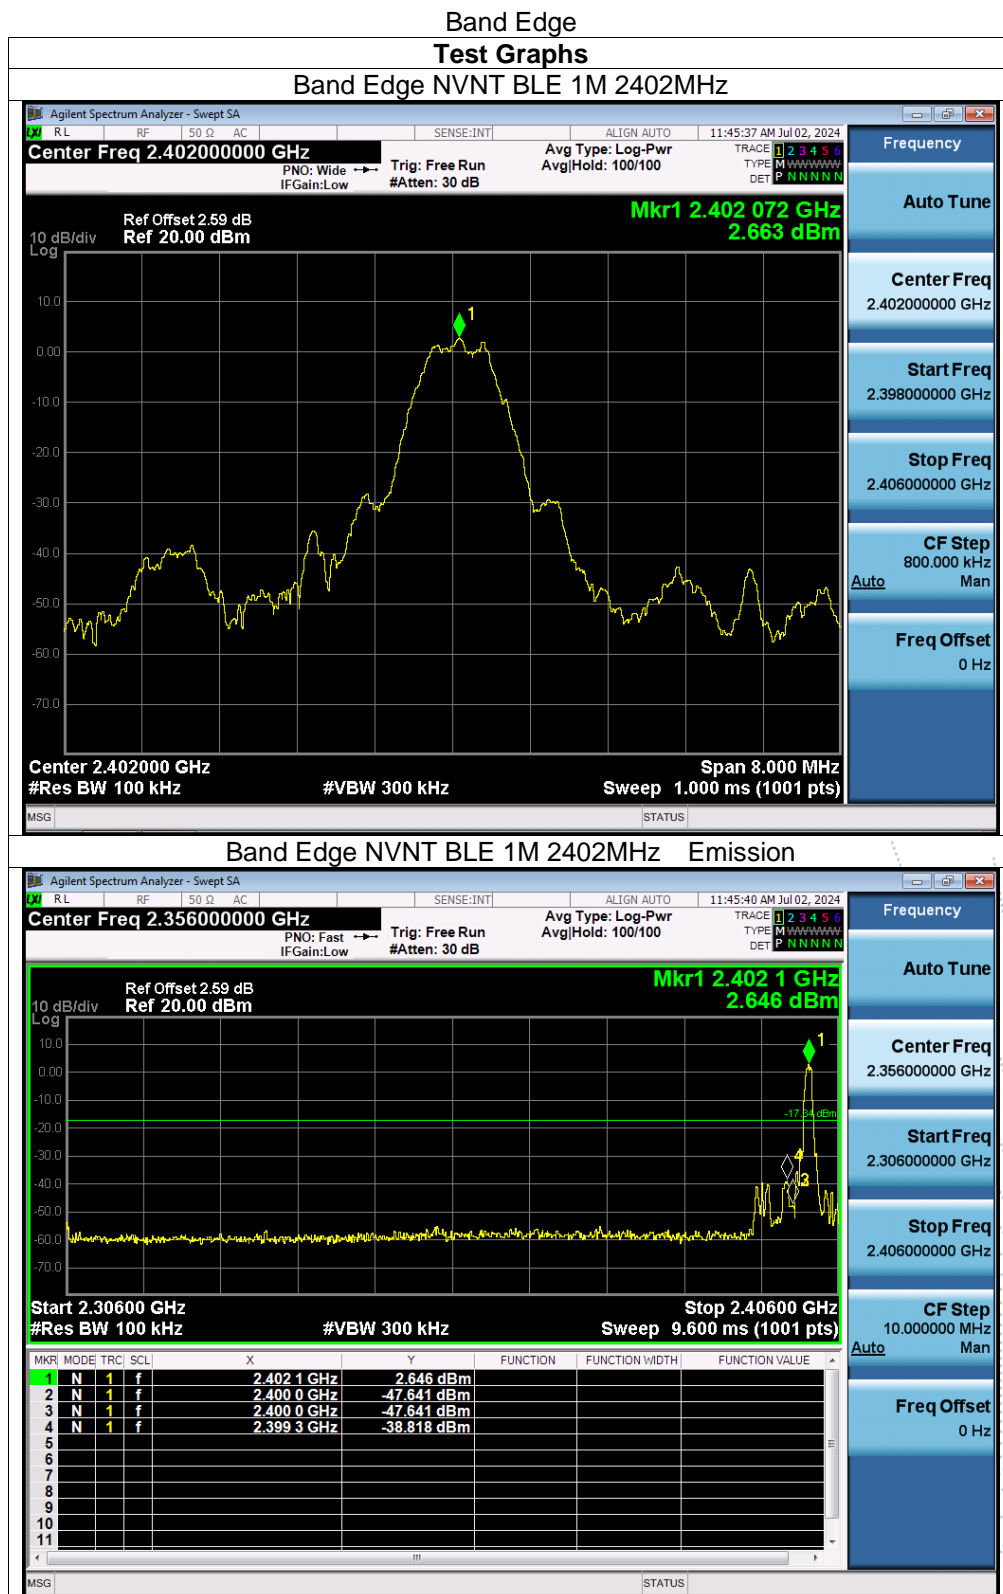 Band Edge
Test Graphs
Band Edge NVNT BLE 1M 2402MHz
Agilent Spectrum Analyzer - Swept SA
LXI RL RF 50 Ω AC SENSE:INT ALIGN AUTO 11:45:37 AM Jul 02, 2024
Center Freq 2.402000000 GHz
PNO: Wide
IFGain:Low
Trig: Free Run
#Atten: 30 dB
Avg Type: Log-Pwr
Avg|Hold: 100/100
TRACE 1 2 3 4 5 6
TYPE M WWWWW
DET P N N N N N
Frequency
Mkr1 2.402 072 GHz
2.663 dBm
Ref Offset 2.59 dB
10 dB/div Ref 20.00 dBm
Log
10.0
0.00
-10.0
-20.0
-30.0
-40.0
-50.0
-60.0
-70.0
1
Center 2.402000 GHz Span 8.000 MHz
#Res BW 100 kHz #VBW 300 kHz Sweep 1.000 ms (1001 pts)
Auto Tune
Center Freq
2.402000000 GHz
Start Freq
2.398000000 GHz
Stop Freq
2.406000000 GHz
CF Step
800.000 kHz
Auto Man
Freq Offset
0 Hz
MSG STATUS
Band Edge NVNT BLE 1M 2402MHz Emission
Agilent Spectrum Analyzer - Swept SA
LXI RL RF 50 Ω AC SENSE:INT ALIGN AUTO 11:45:40 AM Jul 02, 2024
Center Freq 2.356000000 GHz
PNO: Fast
IFGain:Low
Trig: Free Run
#Atten: 30 dB
Avg Type: Log-Pwr
Avg|Hold: 100/100
TRACE 1 2 3 4 5 6
TYPE M WWWWW
DET P N N N N N
Frequency
Mkr1 2.402 1 GHz
2.646 dBm
Ref Offset 2.59 dB
10 dB/div Ref 20.00 dBm
Log
10.0
0.00
-10.0
-20.0
-30.0
-40.0
-50.0
-60.0
-70.0
1
-17.34 dBm
4
Start 2.30600 GHz Stop 2.40600 GHz
#Res BW 100 kHz #VBW 300 kHz Sweep 9.600 ms (1001 pts)
MKR MODE TRC SCL X Y FUNCTION FUNCTION WIDTH FUNCTION VALUE
1 N 1 f 2.402 1 GHz 2.646 dBm
2 N 1 f 2.400 0 GHz -47.641 dBm
3 N 1 f 2.400 0 GHz -47.641 dBm
4 N 1 f 2.399 3 GHz -38.818 dBm
5
6
7
8
9
10
11
Auto Tune
Center Freq
2.356000000 GHz
Start Freq
2.306000000 GHz
Stop Freq
2.406000000 GHz
CF Step
10.000000 MHz
Auto Man
Freq Offset
0 Hz
MSG STATUS